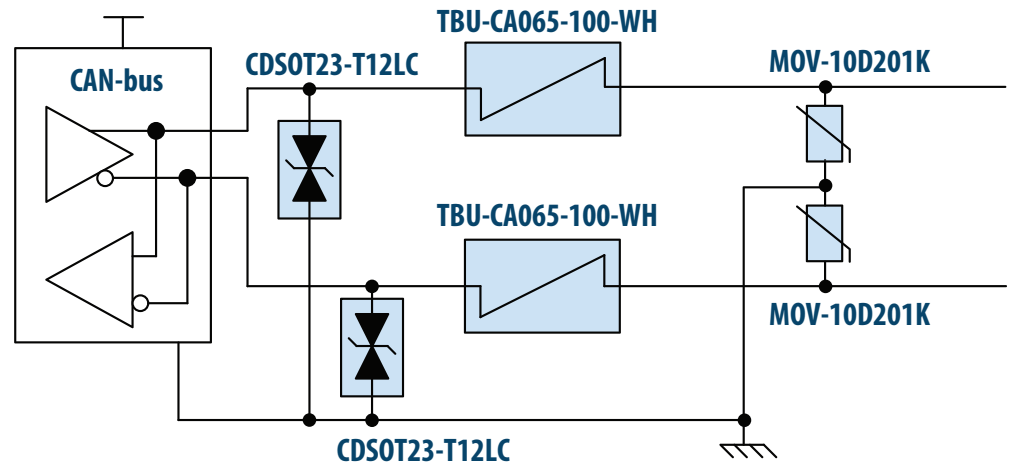 TBU-CA065-100-WH
CAN-bus
CDSOT23-T12LC
MOV-10D201K
TBU-CA065-100-WH
MOV-10D201K
CDSOT23-T12LC